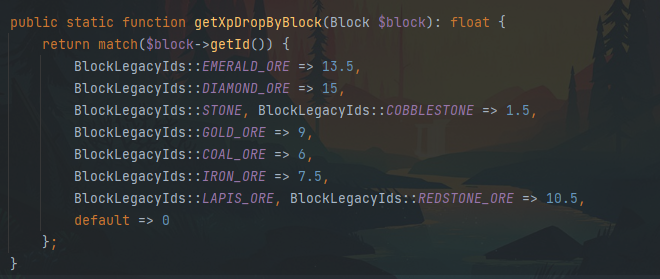 public static function getXpDropByBlock(Block $block): float {
    return match($block->getId()) {
        BlockLegacyIds::EMERALD_ORE => 13.5,
        BlockLegacyIds::DIAMOND_ORE => 15,
        BlockLegacyIds::STONE, BlockLegacyIds::COBBLESTONE => 1.5,
        BlockLegacyIds::GOLD_ORE => 9,
        BlockLegacyIds::COAL_ORE => 6,
        BlockLegacyIds::IRON_ORE => 7.5,
        BlockLegacyIds::LAPIS_ORE, BlockLegacyIds::REDSTONE_ORE => 10.5,
        default => 0
    };
}